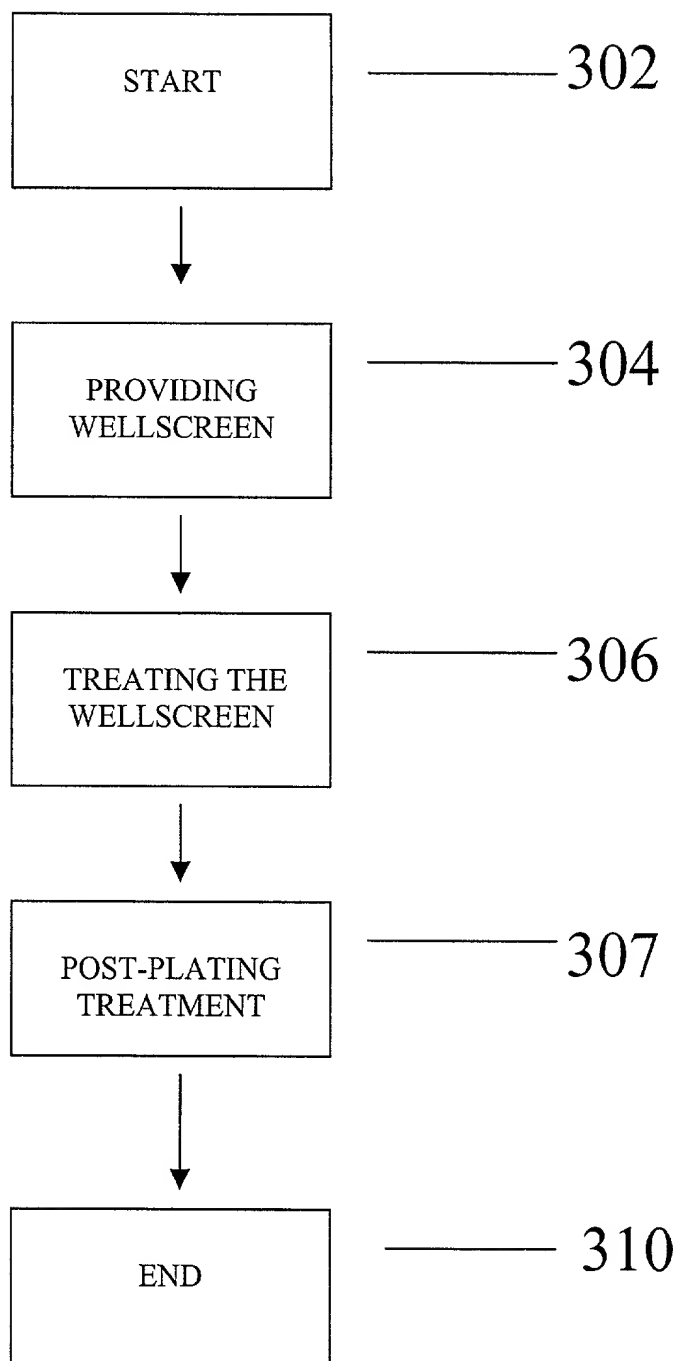 START
302
PROVIDING
WELLSCREEN
304
TREATING THE
WELLSCREEN
306
POST-PLATING
TREATMENT
307
END
310